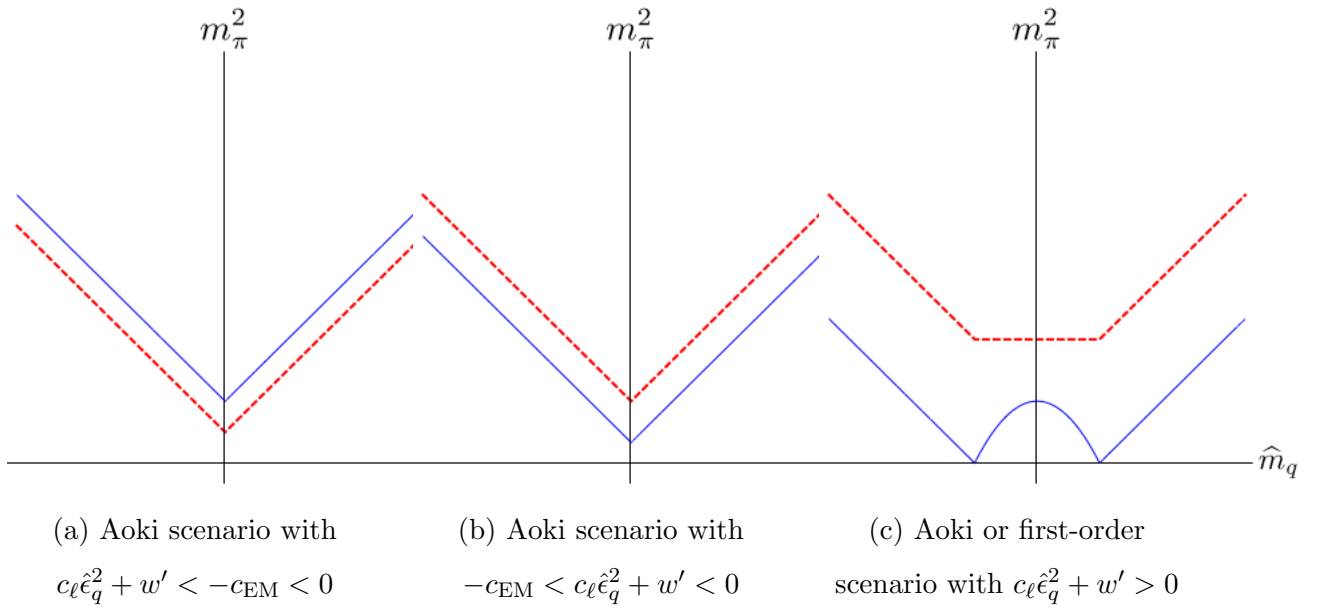 $m_\pi^2$ $m_\pi^2$ $m_\pi^2$
$\widehat{m}_q$
(a) Aoki scenario with
$c_\ell \hat{\epsilon}_q^2 + w' < -c_{\rm EM} < 0$
(b) Aoki scenario with
$-c_{\rm EM} < c_\ell \hat{\epsilon}_q^2 + w' < 0$
(c) Aoki or first-order
scenario with $c_\ell \hat{\epsilon}_q^2 + w' > 0$